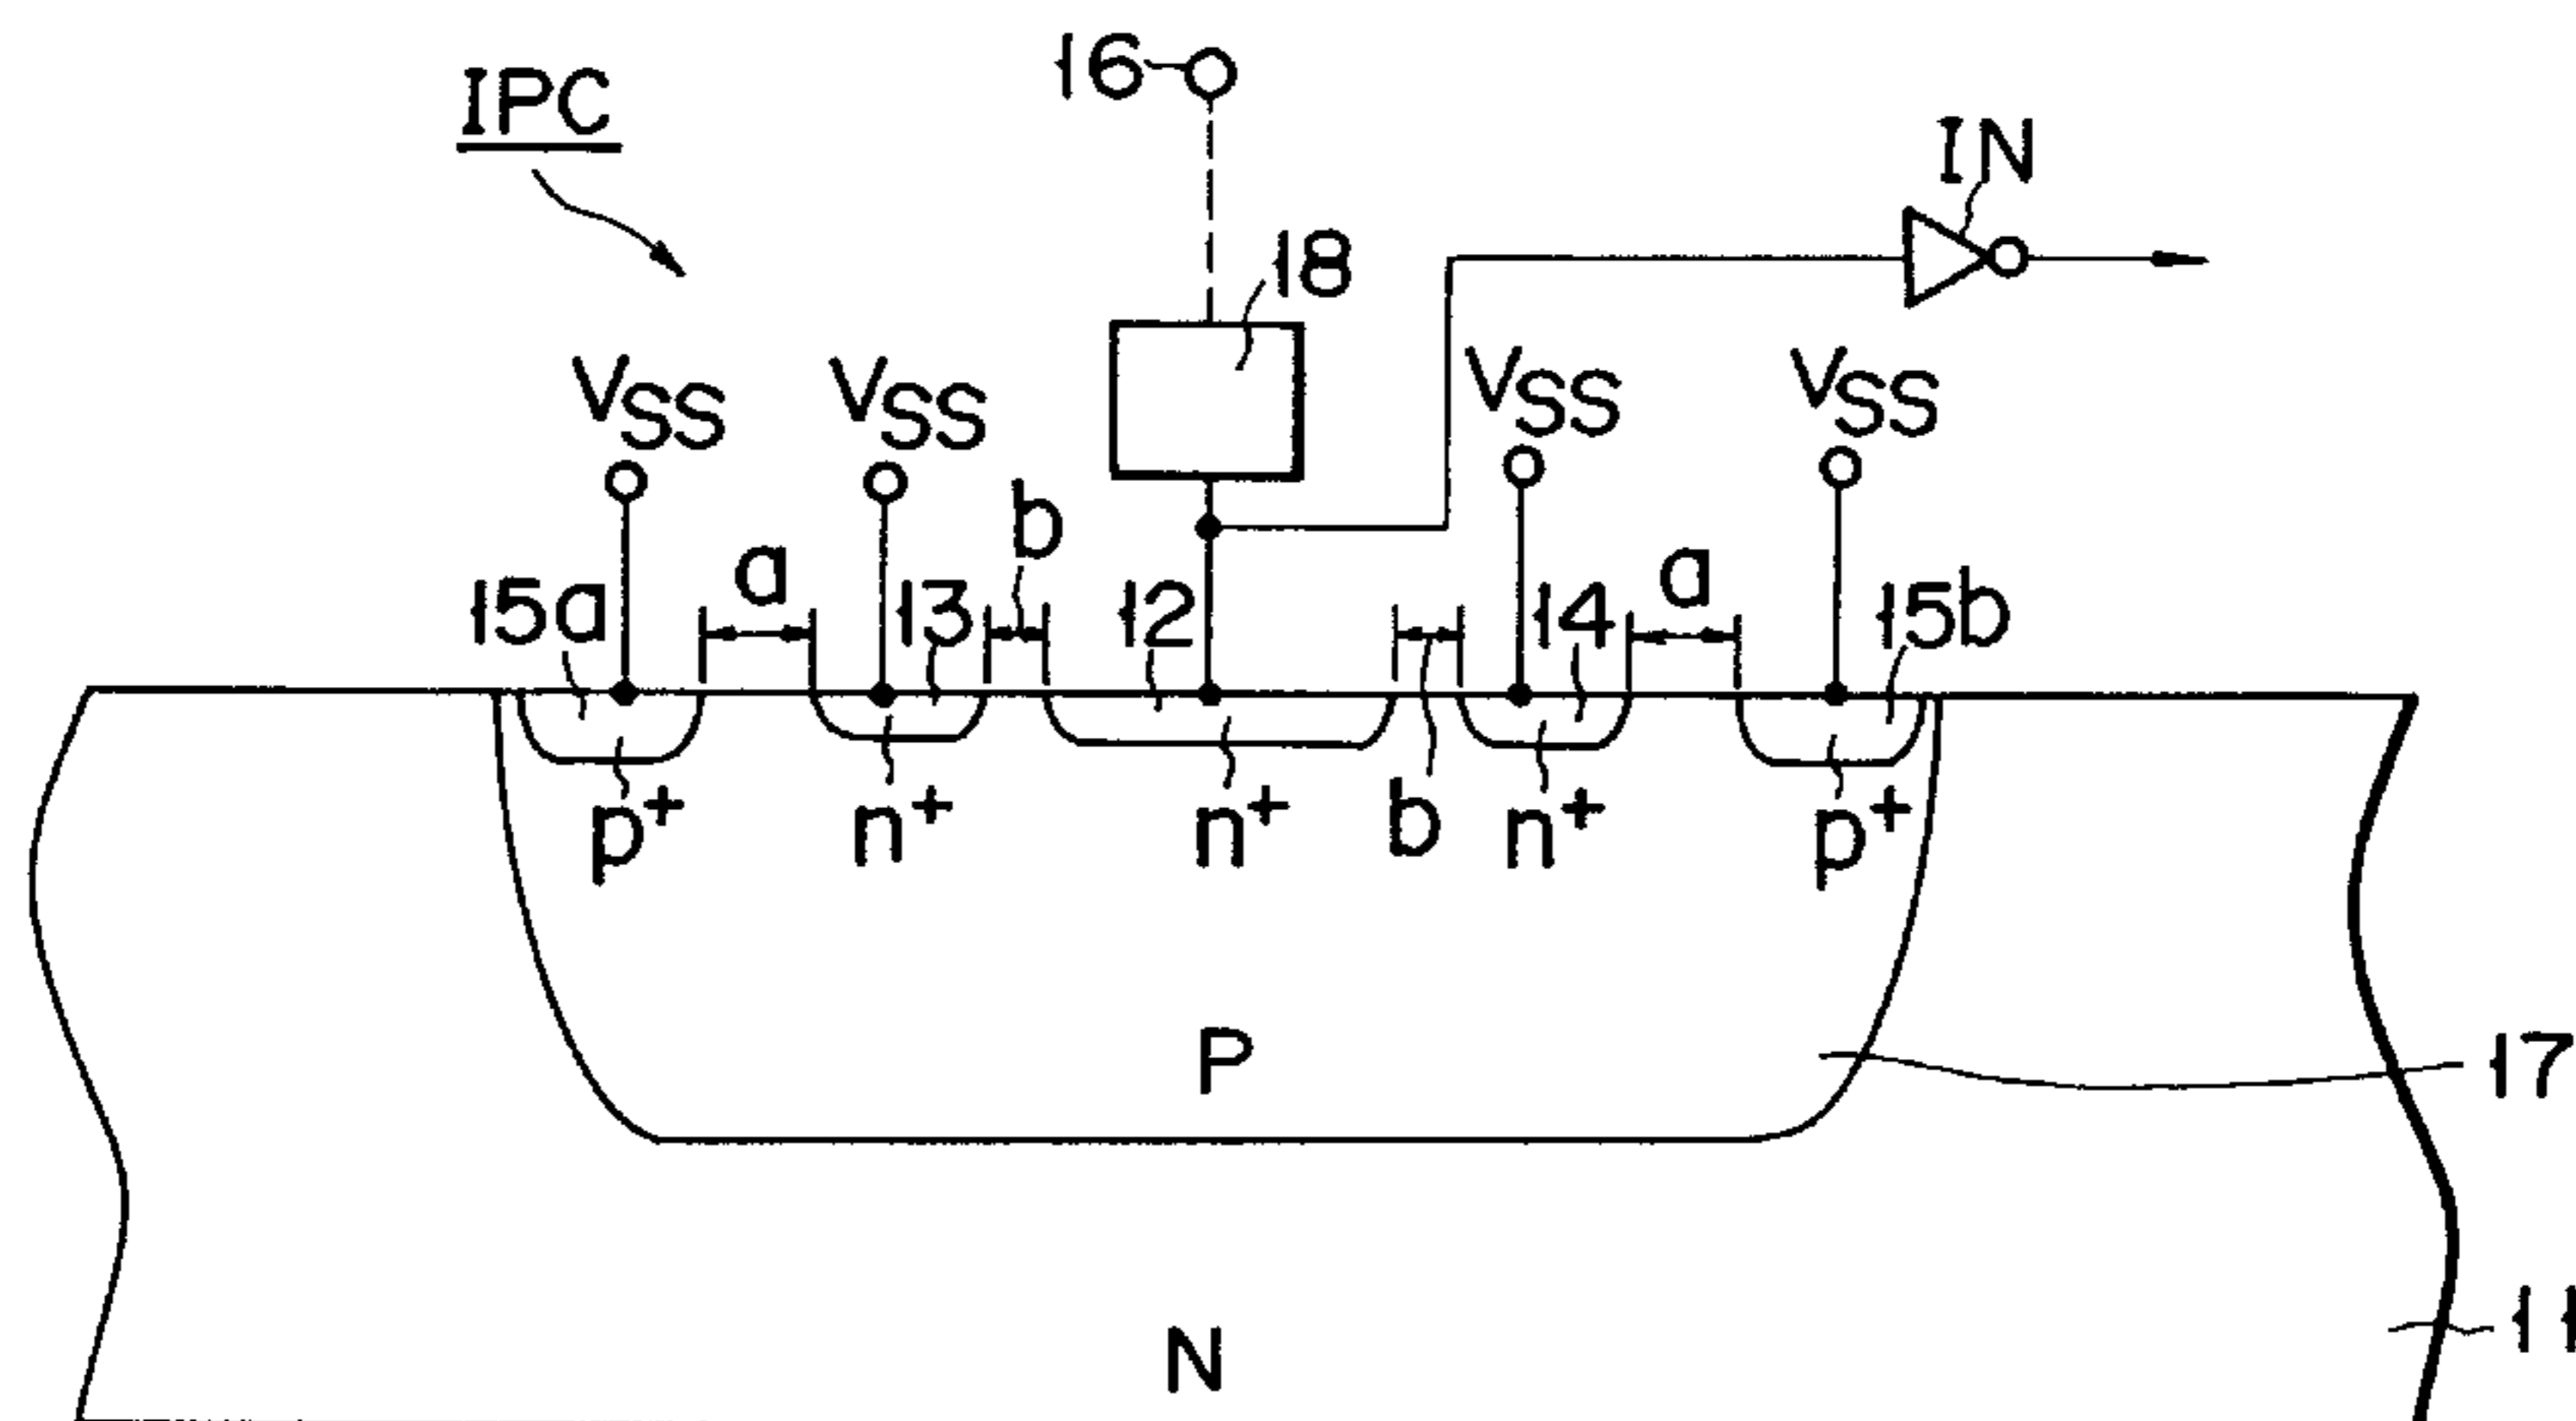 IPC
16
IN
18
VSS VSS VSS VSS
15a a 13 b 12 14 a 15b
p+ n+ n+ b n+ p+
P
17
N
11